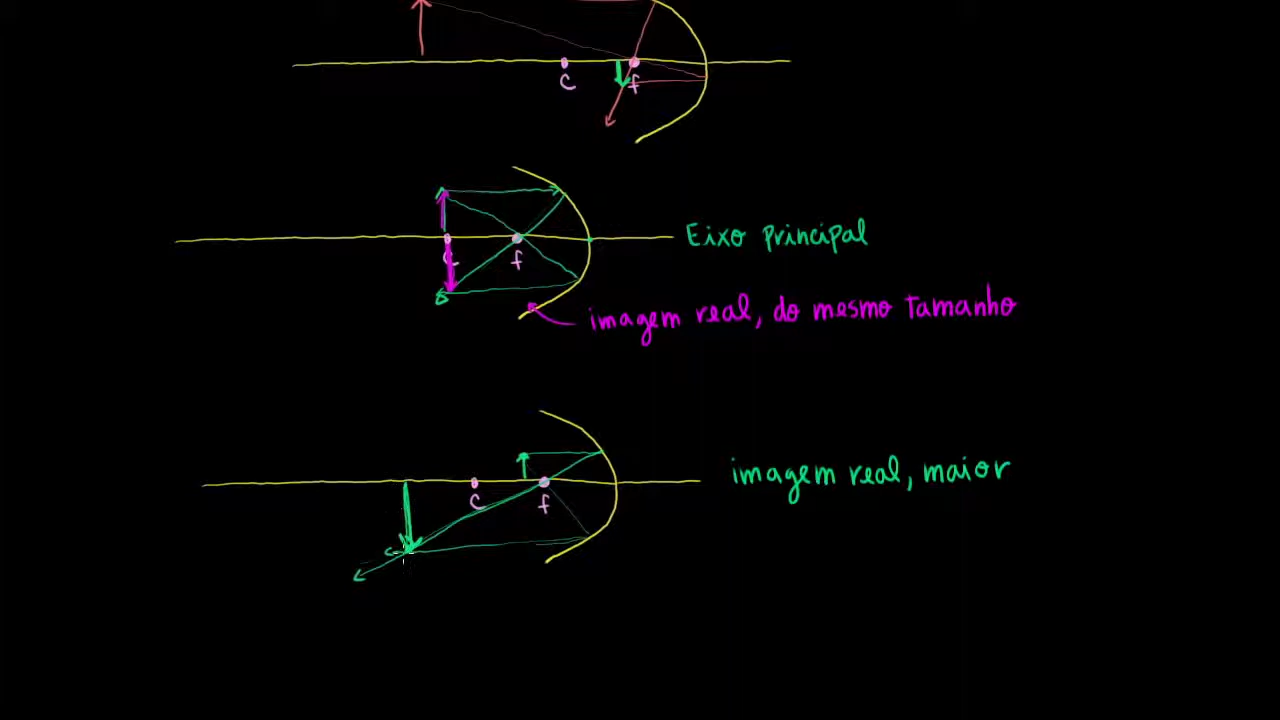 C f
Eixo principal
C f
imagem real, do mesmo tamanho
imagem real, maior
C f